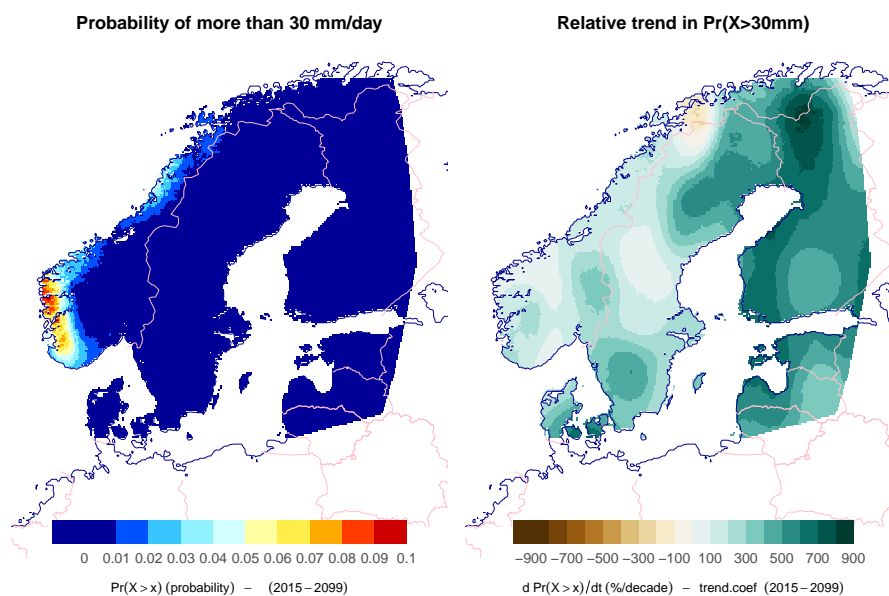 Probability of more than 30 mm/day
Relative trend in Pr(X>30mm)
0 0.01 0.02 0.03 0.04 0.05 0.06 0.07 0.08 0.09 0.1
Pr(X > x) (probability) − (2015−2099)
−900 −700 −500 −300 −100 100 300 500 700 900
d Pr(X > x)/dt (%/decade) − trend.coef (2015−2099)